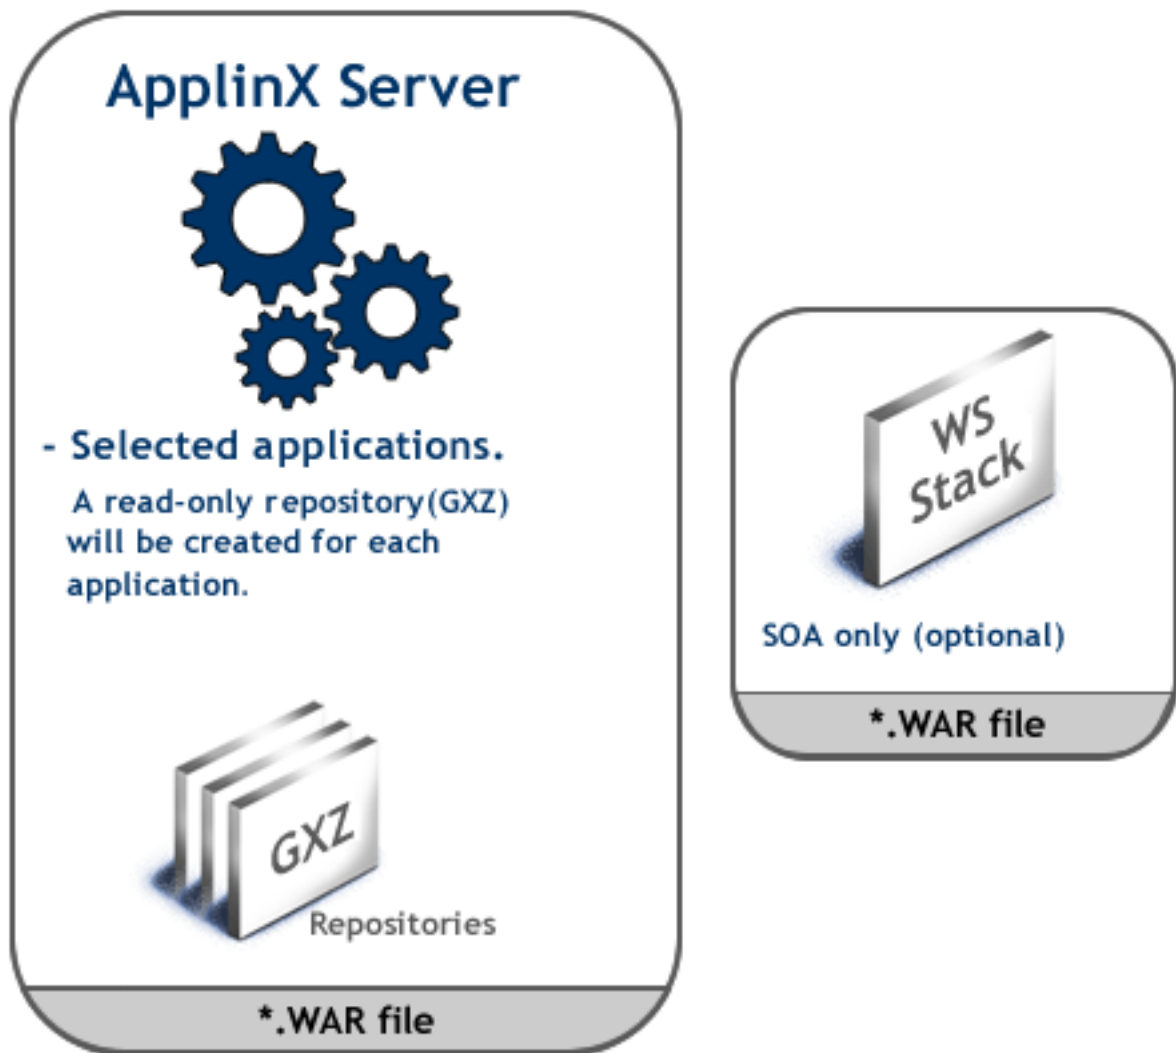 ApplinX Server
- Selected applications.
A read-only repository(GXZ)
will be created for each
application.
GXZ
Repositories
*.WAR file
WS
Stack
SOA only (optional)
*.WAR file